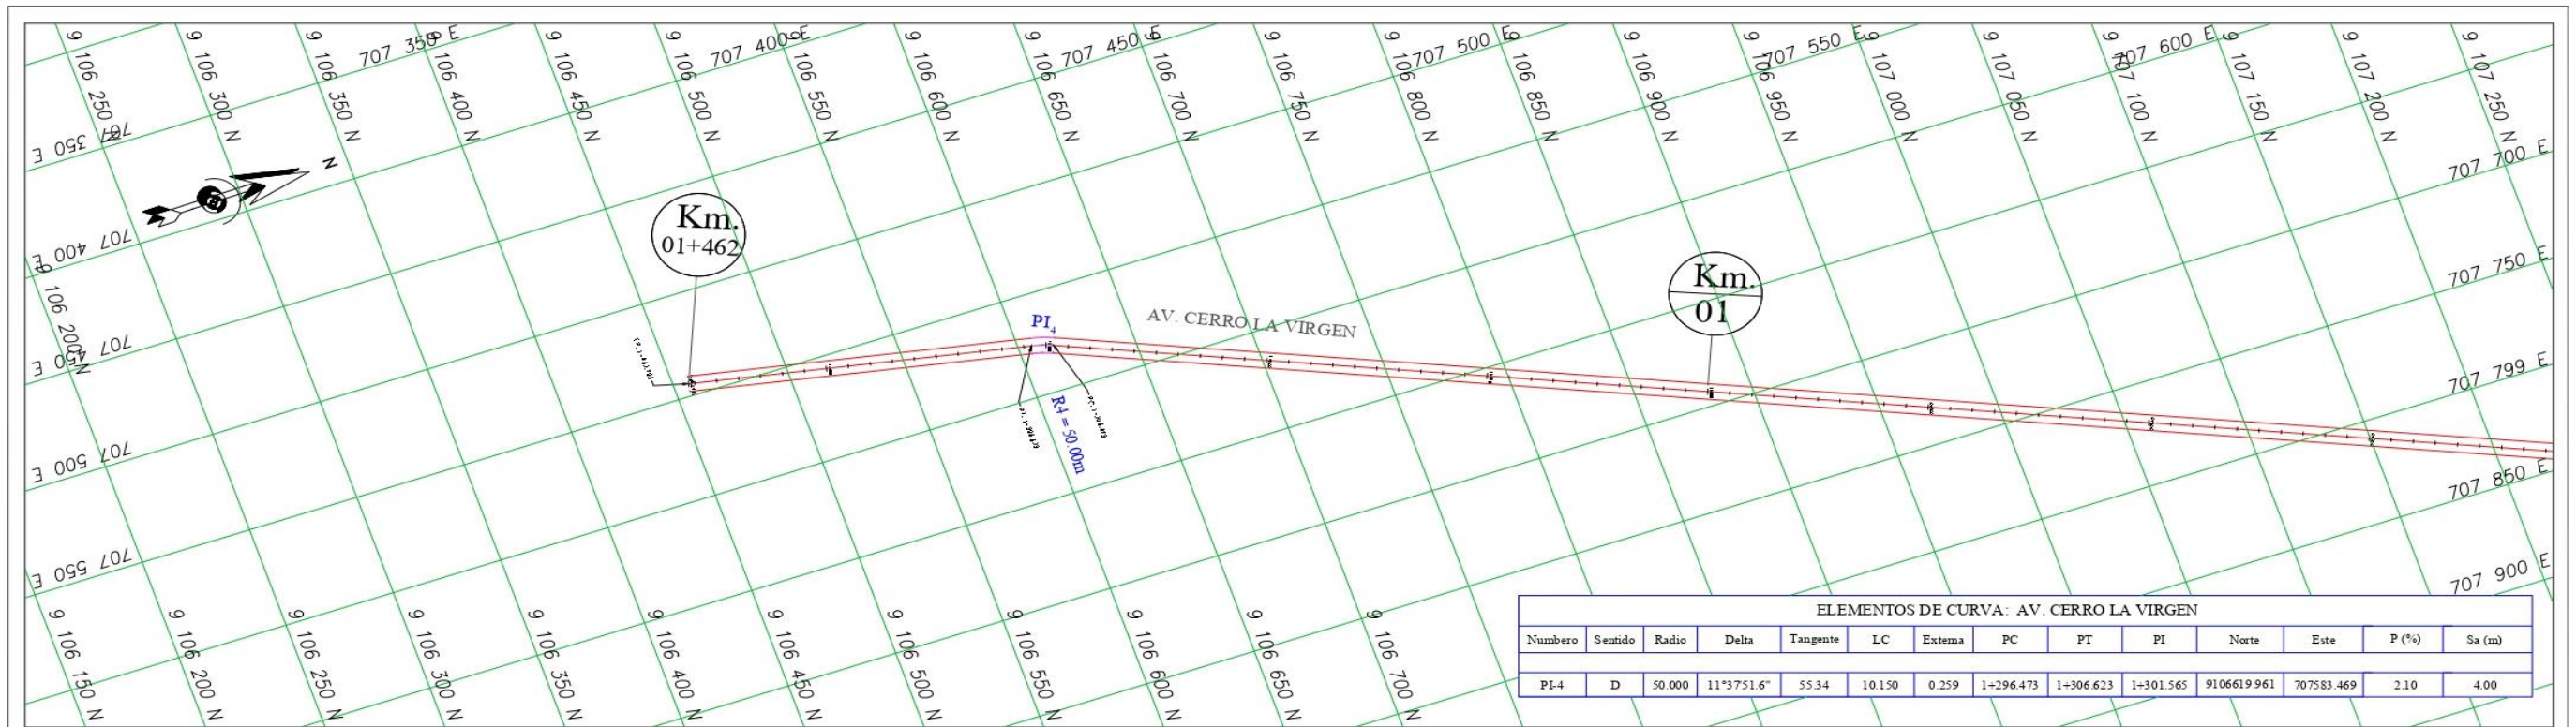 9 106 250 N
9 106 300 N
9 106 350 N
9 106 400 N
9 106 450 N
9 106 500 N
9 106 550 N
9 106 600 N
9 106 650 N
9 106 700 N
9 106 750 N
9 106 800 N
9 106 850 N
9 106 900 N
9 106 950 N
9 107 000 N
9 107 050 N
9 107 100 N
9 107 150 N
9 107 200 N
9 107 250 N
707 350 E
707 400 E
707 450 E
707 500 E
707 550 E
707 600 E
707 350 E
707 400 E
9 106 200 N
707 450 E
707 500 E
707 550 E
N
Km.
01+462
PI4
AV. CERRO LA VIRGEN
R4 = 50.00m
Km.
01
707 700 E
707 750 E
707 799 E
707 850 E
707 900 E
9 106 150 N
9 106 200 N
9 106 250 N
9 106 300 N
9 106 350 N
9 106 400 N
9 106 450 N
9 106 500 N
9 106 550 N
9 106 600 N
9 106 650 N
9 106 700 N
ELEMENTOS DE CURVA: AV. CERRO LA VIRGEN
Numbero Sentido Radio Delta Tangente LC Externa PC PT PI Norte Este P (%) Sa (m)
PI-4 D 50.000 11°37'51.6" 55.34 10.150 0.259 1+296.473 1+306.623 1+301.565 9106619.961 707583.469 2.10 4.00